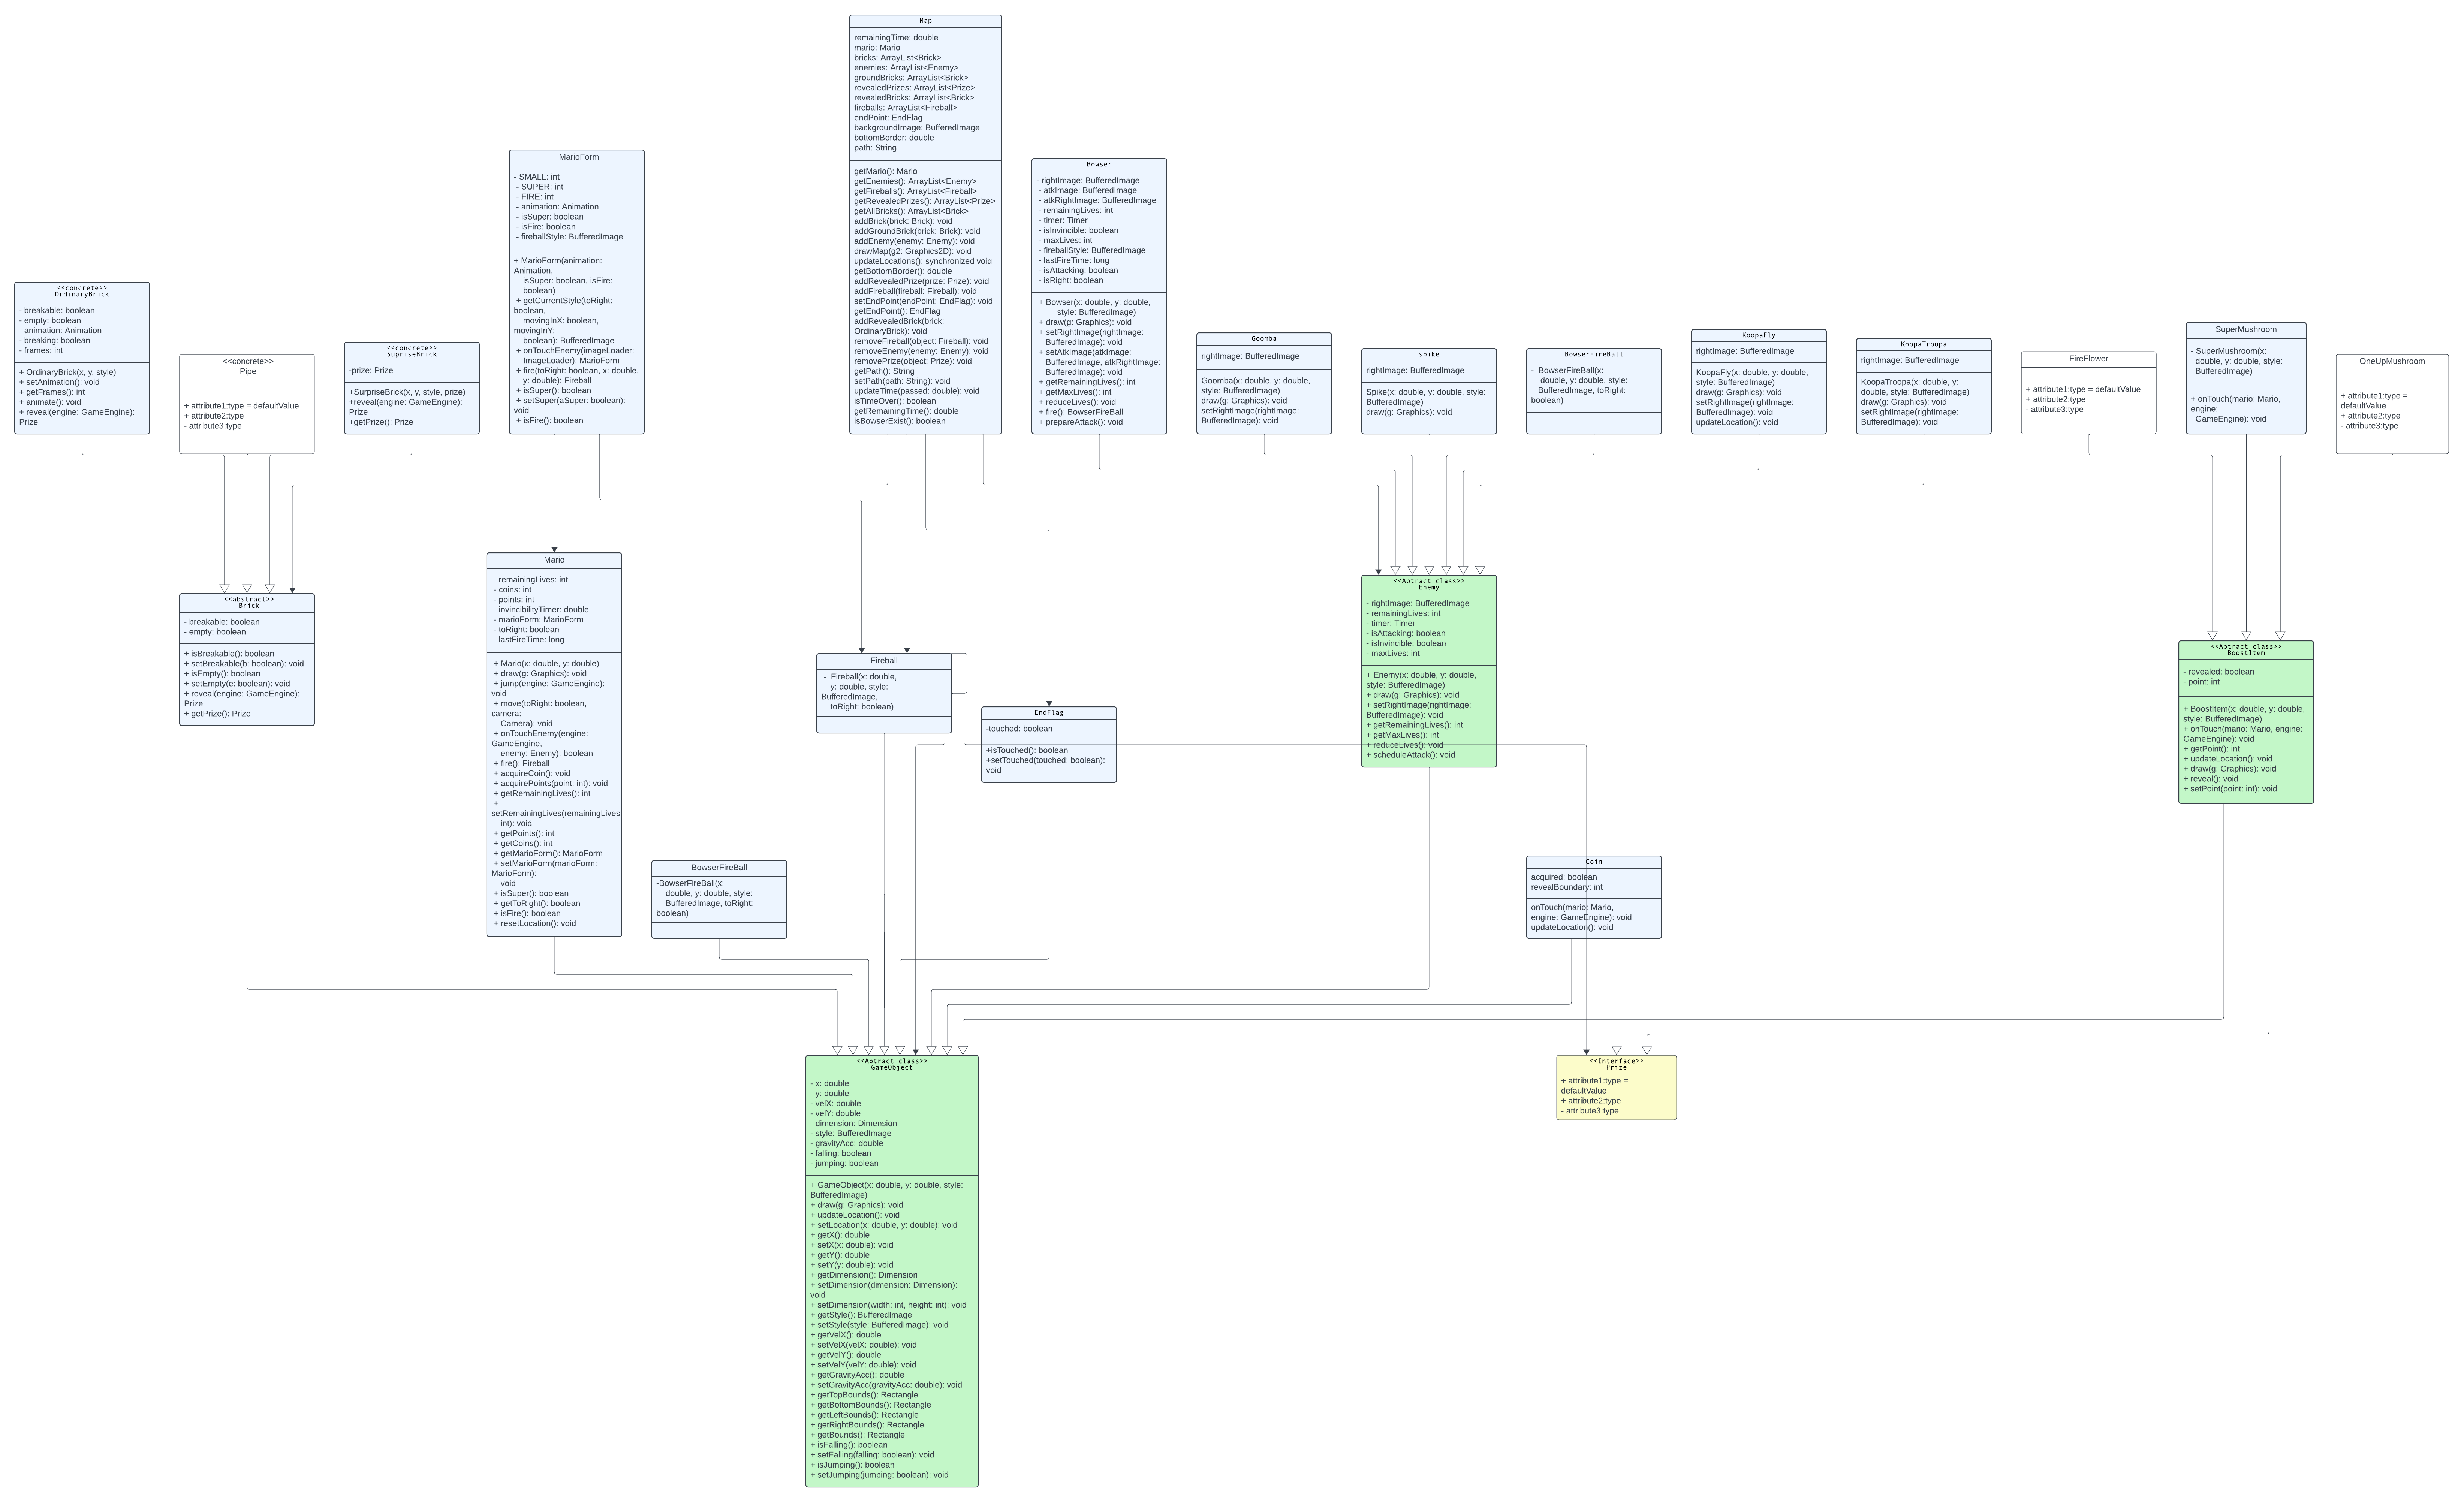 Map
remainingTime: double
mario: Mario
bricks: ArrayList<Brick>
enemies: ArrayList<Enemy>
groundBricks: ArrayList<Brick>
revealedPrizes: ArrayList<Prize>
revealedBricks: ArrayList<Brick>
fireballs: ArrayList<Fireball>
endPoint: EndFlag
backgroundImage: BufferedImage
bottomBorder: double
path: String
getMario(): Mario
getEnemies(): ArrayList<Enemy>
getFireballs(): ArrayList<Fireball>
getRevealedPrizes(): ArrayList<Prize>
getAllBricks(): ArrayList<Brick>
addBrick(brick: Brick): void
addGroundBrick(brick: Brick): void
addEnemy(enemy: Enemy): void
drawMap(g2: Graphics2D): void
updateLocations(): synchronized void
getBottomBorder(): double
addRevealedPrize(prize: Prize): void
addFireball(fireball: Fireball): void
setEndPoint(endPoint: EndFlag): void
getEndPoint(): EndFlag
addRevealedBrick(brick:
OrdinaryBrick): void
removeFireball(object: Fireball): void
removeEnemy(enemy: Enemy): void
removePrize(object: Prize): void
getPath(): String
setPath(path: String): void
updateTime(passed: double): void
isTimeOver(): boolean
getRemainingTime(): double
isBowserExist(): boolean
MarioForm
- SMALL: int
- SUPER: int
- FIRE: int
- animation: Animation
- isSuper: boolean
- isFire: boolean
- fireballStyle: BufferedImage
+ MarioForm(animation:
Animation,
isSuper: boolean, isFire:
boolean)
+ getCurrentStyle(toRight:
boolean,
movingInX: boolean,
movingInY:
boolean): BufferedImage
+ onTouchEnemy(imageLoader:
ImageLoader): MarioForm
+ fire(toRight: boolean, x: double,
y: double): Fireball
+ isSuper(): boolean
+ setSuper(aSuper: boolean):
void
+ isFire(): boolean
Bowser
- rightImage: BufferedImage
- atkImage: BufferedImage
- atkRightImage: BufferedImage
- remainingLives: int
- timer: Timer
- isInvincible: boolean
- maxLives: int
- fireballStyle: BufferedImage
- lastFireTime: long
- isAttacking: boolean
- isRight: boolean
+ Bowser(x: double, y: double,
style: BufferedImage)
+ draw(g: Graphics): void
+ setRightImage(rightImage:
BufferedImage): void
+ setAtkImage(atkImage:
BufferedImage, atkRightImage:
BufferedImage): void
+ getRemainingLives(): int
+ getMaxLives(): int
+ reduceLives(): void
+ fire(): BowserFireBall
+ prepareAttack(): void
<<concrete>>
OrdinaryBrick
- breakable: boolean
- empty: boolean
- animation: Animation
- breaking: boolean
- frames: int
+ OrdinaryBrick(x, y, style)
+ setAnimation(): void
+ getFrames(): int
+ animate(): void
+ reveal(engine: GameEngine):
Prize
<<concrete>>
Pipe
+ attribute1:type = defaultValue
+ attribute2:type
- attribute3:type
<<concrete>>
SupriseBrick
-prize: Prize
+SurpriseBrick(x, y, style, prize)
+reveal(engine: GameEngine):
Prize
+getPrize(): Prize
Goomba
rightImage: BufferedImage
Goomba(x: double, y: double,
style: BufferedImage)
draw(g: Graphics): void
setRightImage(rightImage:
BufferedImage): void
spike
rightImage: BufferedImage
Spike(x: double, y: double, style:
BufferedImage)
draw(g: Graphics): void
BowserFireBall
- BowserFireBall(x:
double, y: double, style:
BufferedImage, toRight:
boolean)
KoopaFly
rightImage: BufferedImage
KoopaFly(x: double, y: double,
style: BufferedImage)
draw(g: Graphics): void
setRightImage(rightImage:
BufferedImage): void
updateLocation(): void
KoopaTroopa
rightImage: BufferedImage
KoopaTroopa(x: double, y:
double, style: BufferedImage)
draw(g: Graphics): void
setRightImage(rightImage:
BufferedImage): void
FireFlower
+ attribute1:type = defaultValue
+ attribute2:type
- attribute3:type
SuperMushroom
- SuperMushroom(x:
double, y: double, style:
BufferedImage)
+ onTouch(mario: Mario,
engine:
GameEngine): void
OneUpMushroom
+ attribute1:type =
defaultValue
+ attribute2:type
- attribute3:type
<<abstract>>
Brick
- breakable: boolean
- empty: boolean
+ isBreakable(): boolean
+ setBreakable(b: boolean): void
+ isEmpty(): boolean
+ setEmpty(e: boolean): void
+ reveal(engine: GameEngine):
Prize
+ getPrize(): Prize
Mario
- remainingLives: int
- coins: int
- points: int
- invincibilityTimer: double
- marioForm: MarioForm
- toRight: boolean
- lastFireTime: long
+ Mario(x: double, y: double)
+ draw(g: Graphics): void
+ jump(engine: GameEngine):
void
+ move(toRight: boolean,
camera:
Camera): void
+ onTouchEnemy(engine:
GameEngine,
enemy: Enemy): boolean
+ fire(): Fireball
+ acquireCoin(): void
+ acquirePoints(point: int): void
+ getRemainingLives(): int
+
setRemainingLives(remainingLives:
int): void
+ getPoints(): int
+ getCoins(): int
+ getMarioForm(): MarioForm
+ setMarioForm(marioForm:
MarioForm):
void
+ isSuper(): boolean
+ getToRight(): boolean
+ isFire(): boolean
+ resetLocation(): void
Fireball
- Fireball(x: double,
y: double, style:
BufferedImage,
toRight: boolean)
EndFlag
-touched: boolean
+isTouched(): boolean
+setTouched(touched: boolean):
void
<<Abtract class>>
Enemy
- rightImage: BufferedImage
- remainingLives: int
- timer: Timer
- isAttacking: boolean
- isInvincible: boolean
- maxLives: int
+ Enemy(x: double, y: double,
style: BufferedImage)
+ draw(g: Graphics): void
+ setRightImage(rightImage:
BufferedImage): void
+ getRemainingLives(): int
+ getMaxLives(): int
+ reduceLives(): void
+ scheduleAttack(): void
<<Abtract class>>
BoostItem
- revealed: boolean
- point: int
+ BoostItem(x: double, y: double,
style: BufferedImage)
+ onTouch(mario: Mario, engine:
GameEngine): void
+ getPoint(): int
+ updateLocation(): void
+ draw(g: Graphics): void
+ reveal(): void
+ setPoint(point: int): void
BowserFireBall
-BowserFireBall(x:
double, y: double, style:
BufferedImage, toRight:
boolean)
Coin
acquired: boolean
revealBoundary: int
onTouch(mario: Mario,
engine: GameEngine): void
updateLocation(): void
<<Abtract class>>
GameObject
- x: double
- y: double
- velX: double
- velY: double
- dimension: Dimension
- style: BufferedImage
- gravityAcc: double
- falling: boolean
- jumping: boolean
+ GameObject(x: double, y: double, style:
BufferedImage)
+ draw(g: Graphics): void
+ updateLocation(): void
+ setLocation(x: double, y: double): void
+ getX(): double
+ setX(x: double): void
+ getY(): double
+ setY(y: double): void
+ getDimension(): Dimension
+ setDimension(dimension: Dimension):
void
+ setDimension(width: int, height: int): void
+ getStyle(): BufferedImage
+ setStyle(style: BufferedImage): void
+ getVelX(): double
+ setVelX(velX: double): void
+ getVelY(): double
+ setVelY(velY: double): void
+ getGravityAcc(): double
+ setGravityAcc(gravityAcc: double): void
+ getTopBounds(): Rectangle
+ getBottomBounds(): Rectangle
+ getLeftBounds(): Rectangle
+ getRightBounds(): Rectangle
+ getBounds(): Rectangle
+ isFalling(): boolean
+ setFalling(falling: boolean): void
+ isJumping(): boolean
+ setJumping(jumping: boolean): void
<<Interface>>
Prize
+ attribute1:type =
defaultValue
+ attribute2:type
- attribute3:type